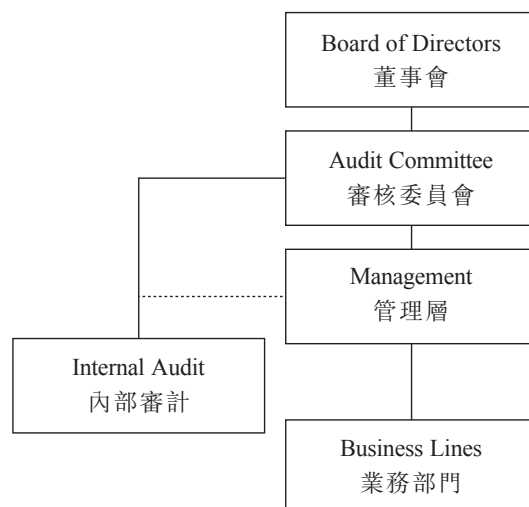 Board of Directors
董事會
Audit Committee
審核委員會
Management
管理層
Internal Audit
內部審計
Business Lines
業務部門